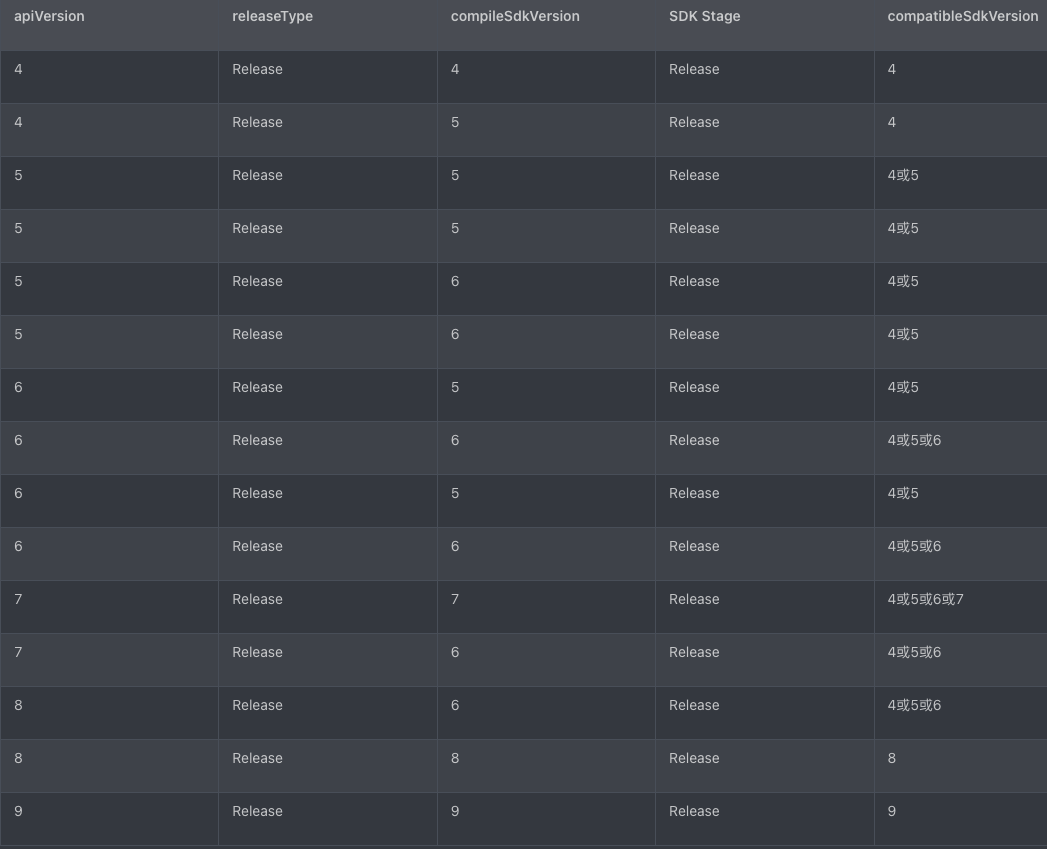 apiVersion releaseType compileSdkVersion SDK Stage compatibleSdkVersion
4 Release 4 Release 4
4 Release 5 Release 4
5 Release 5 Release 4或5
5 Release 5 Release 4或5
5 Release 6 Release 4或5
5 Release 6 Release 4或5
6 Release 5 Release 4或5
6 Release 6 Release 4或5或6
6 Release 5 Release 4或5
6 Release 6 Release 4或5或6
7 Release 7 Release 4或5或6或7
7 Release 6 Release 4或5或6
8 Release 6 Release 4或5或6
8 Release 8 Release 8
9 Release 9 Release 9